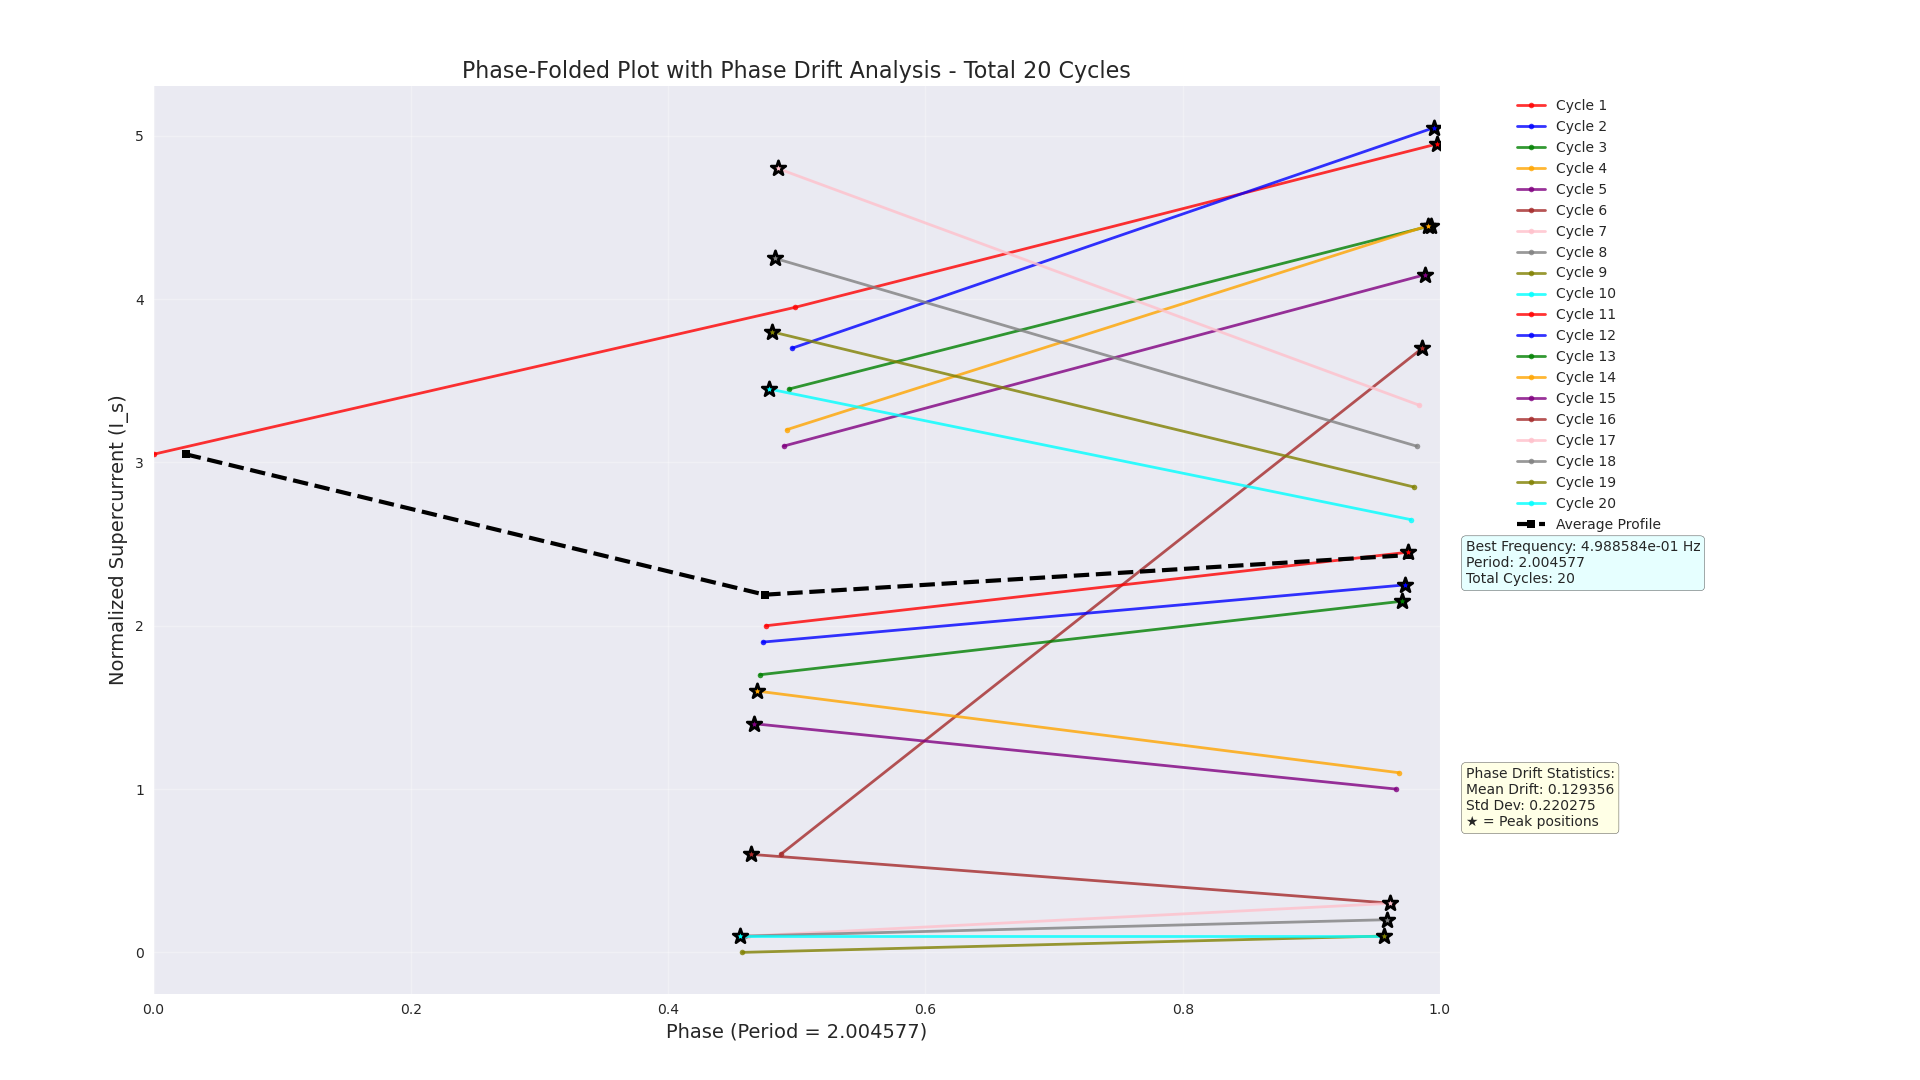 Phase-Folded Plot with Phase Drift Analysis - Total 20 Cycles
Normalized Supercurrent (I_s)
5
4
3
2
1
0
0.0
0.2
0.4
0.6
0.8
1.0
Phase (Period = 2.004577)
Cycle 1
Cycle 2
Cycle 3
Cycle 4
Cycle 5
Cycle 6
Cycle 7
Cycle 8
Cycle 9
Cycle 10
Cycle 11
Cycle 12
Cycle 13
Cycle 14
Cycle 15
Cycle 16
Cycle 17
Cycle 18
Cycle 19
Cycle 20
Average Profile
Best Frequency: 4.988584e-01 Hz
Period: 2.004577
Total Cycles: 20
Phase Drift Statistics:
Mean Drift: 0.129356
Std Dev: 0.220275
★ = Peak positions